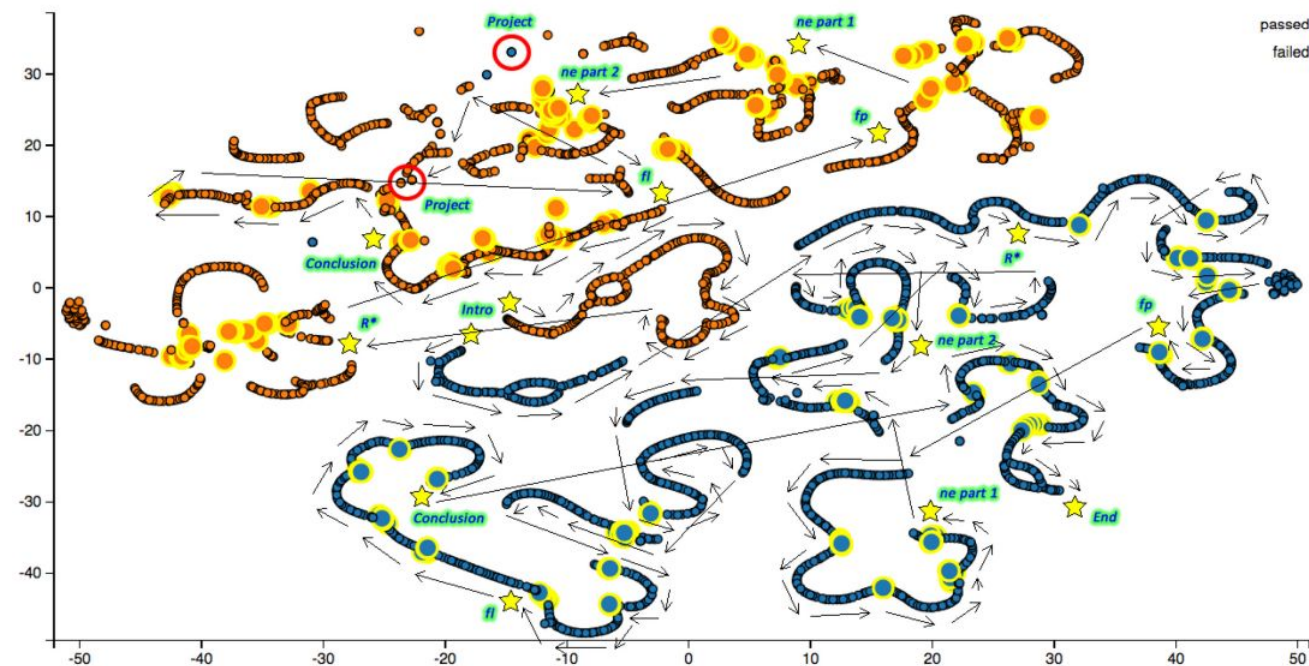 Project
ne part 1
passed
failed
30
ne part 2
20
fp
fl
Project
10
Conclusion
R*
0
Intro
R*
fp
-10
ne part 2
-20
-30
Conclusion
ne part 1
End
-40
fl
-50 -40 -30 -20 -10 0 10 20 30 40 50